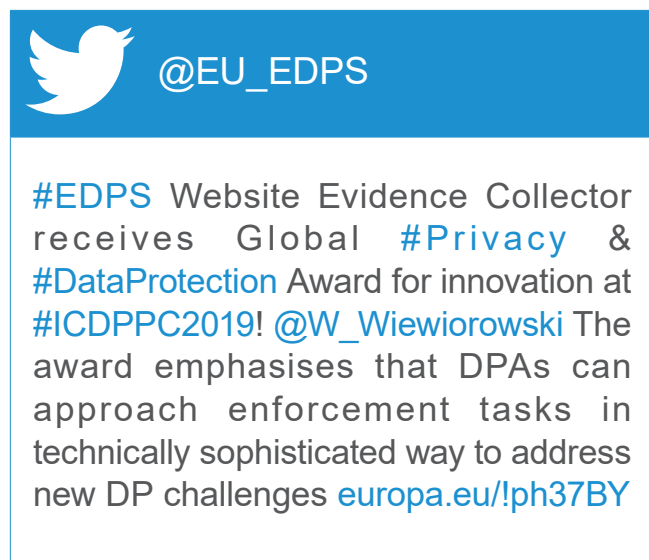 @EU_EDPS
#EDPS Website Evidence Collector
receives Global #Privacy &
#DataProtection Award for innovation at
#ICDPPC2019! @W_Wiewiorowski The
award emphasises that DPAs can
approach enforcement tasks in
technically sophisticated way to address
new DP challenges europa.eu/!ph37BY